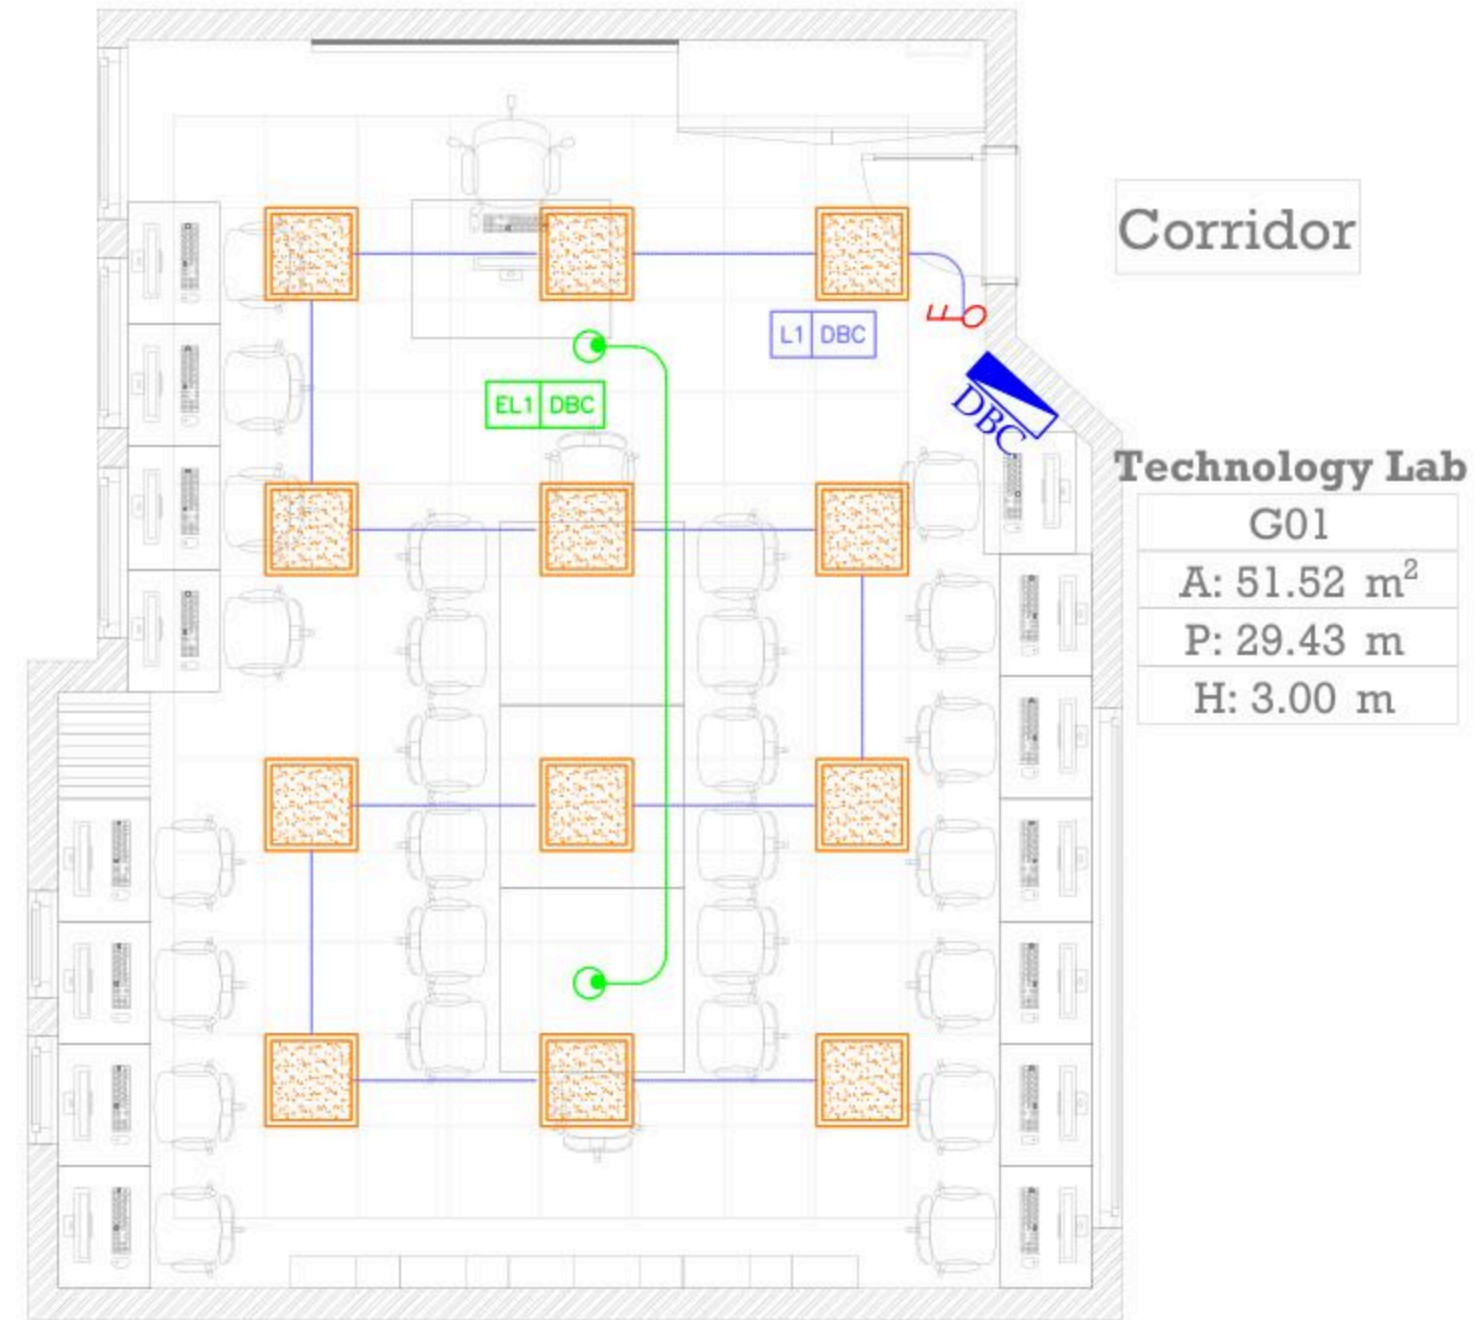 Corridor
L1 DBC
EL1 DBC
DBC
Technology Lab
G01
A: 51.52 m²
P: 29.43 m
H: 3.00 m